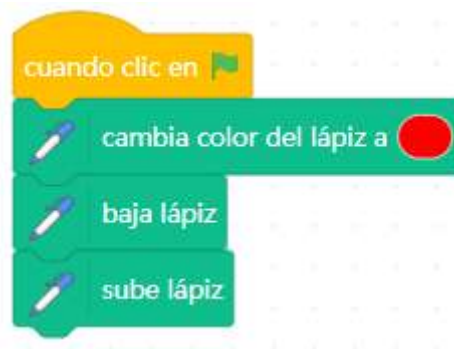 cuando clic en
cambia color del lápiz a
baja lápiz
sube lápiz